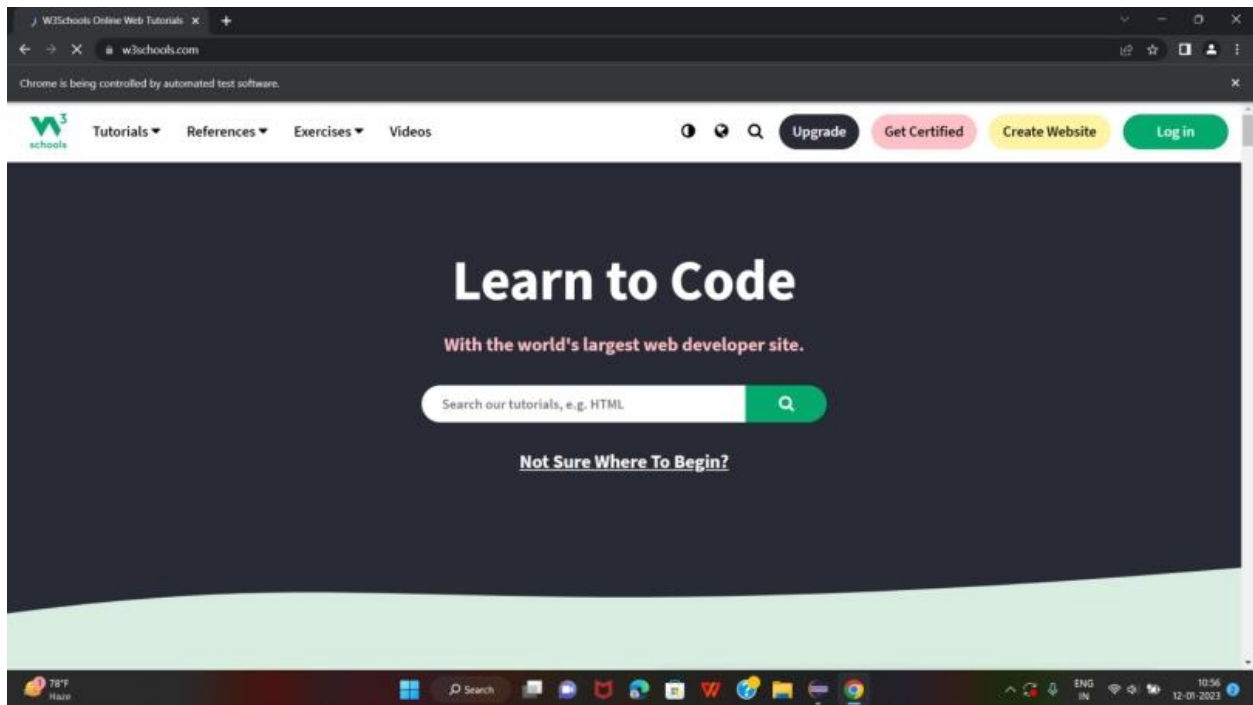 W3Schools Online Web Tutorials
w3schools.com
Chrome is being controlled by automated test software.
W3 schools
Tutorials References Exercises Videos Upgrade Get Certified Create Website Log in
Learn to Code
With the world's largest web developer site.
Search our tutorials, e.g. HTML
Not Sure Where To Begin?
78°F
Haze
Search
ENG
IN
10:56
12-01-2023